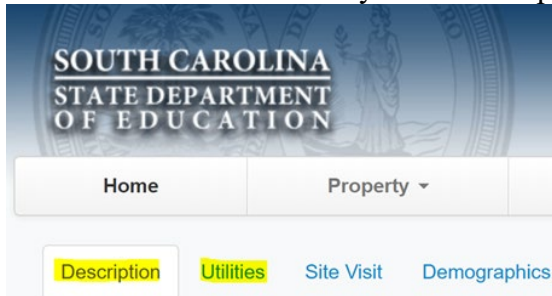 SOUTH CAROLINA
STATE DEPARTMENT
OF EDUCATION
Home Property
Description Utilities Site Visit Demographics